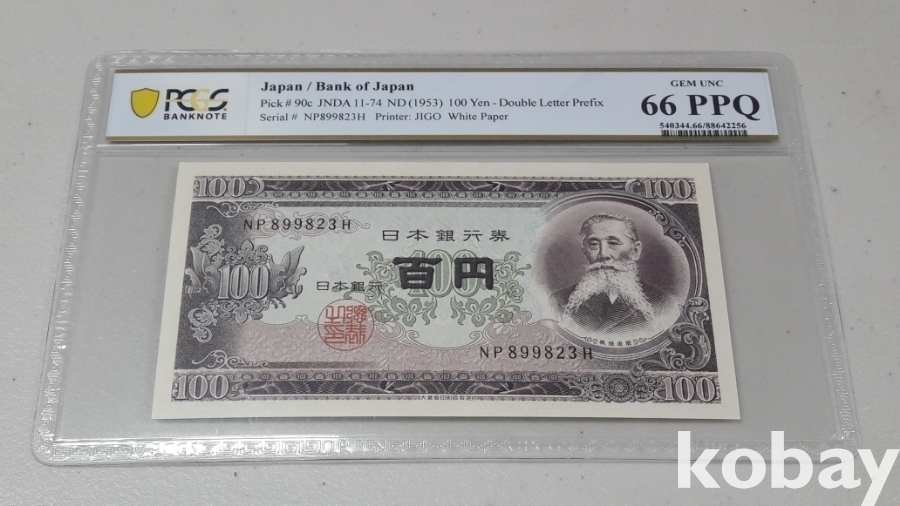 PCGS
BANKNOTE
Japan / Bank of Japan
Pick # 90c JNDA 11-74 ND (1953) 100 Yen - Double Letter Prefix
Serial # NP899823H Printer: JIGO White Paper
GEM UNC
66 PPQ
540344.66/88642256
100
100
NP899823H
日本銀行券
100
日本銀行
100
百円
NP899823H
100
100
kobay